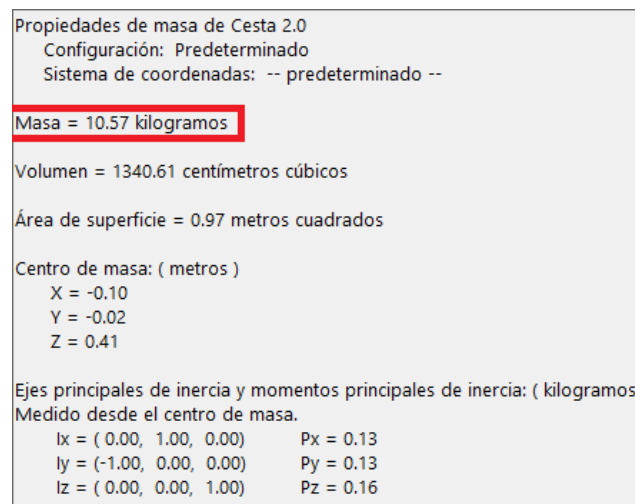 Propiedades de masa de Cesta 2.0
Configuración: Predeterminado
Sistema de coordenadas: -- predeterminado --
Masa = 10.57 kilogramos
Volumen = 1340.61 centímetros cúbicos
Área de superficie = 0.97 metros cuadrados
Centro de masa: ( metros )
X = -0.10
Y = -0.02
Z = 0.41
Ejes principales de inercia y momentos principales de inercia: ( kilogramos
Medido desde el centro de masa.
Ix = ( 0.00, 1.00, 0.00) Px = 0.13
Iy = (-1.00, 0.00, 0.00) Py = 0.13
Iz = ( 0.00, 0.00, 1.00) Pz = 0.16